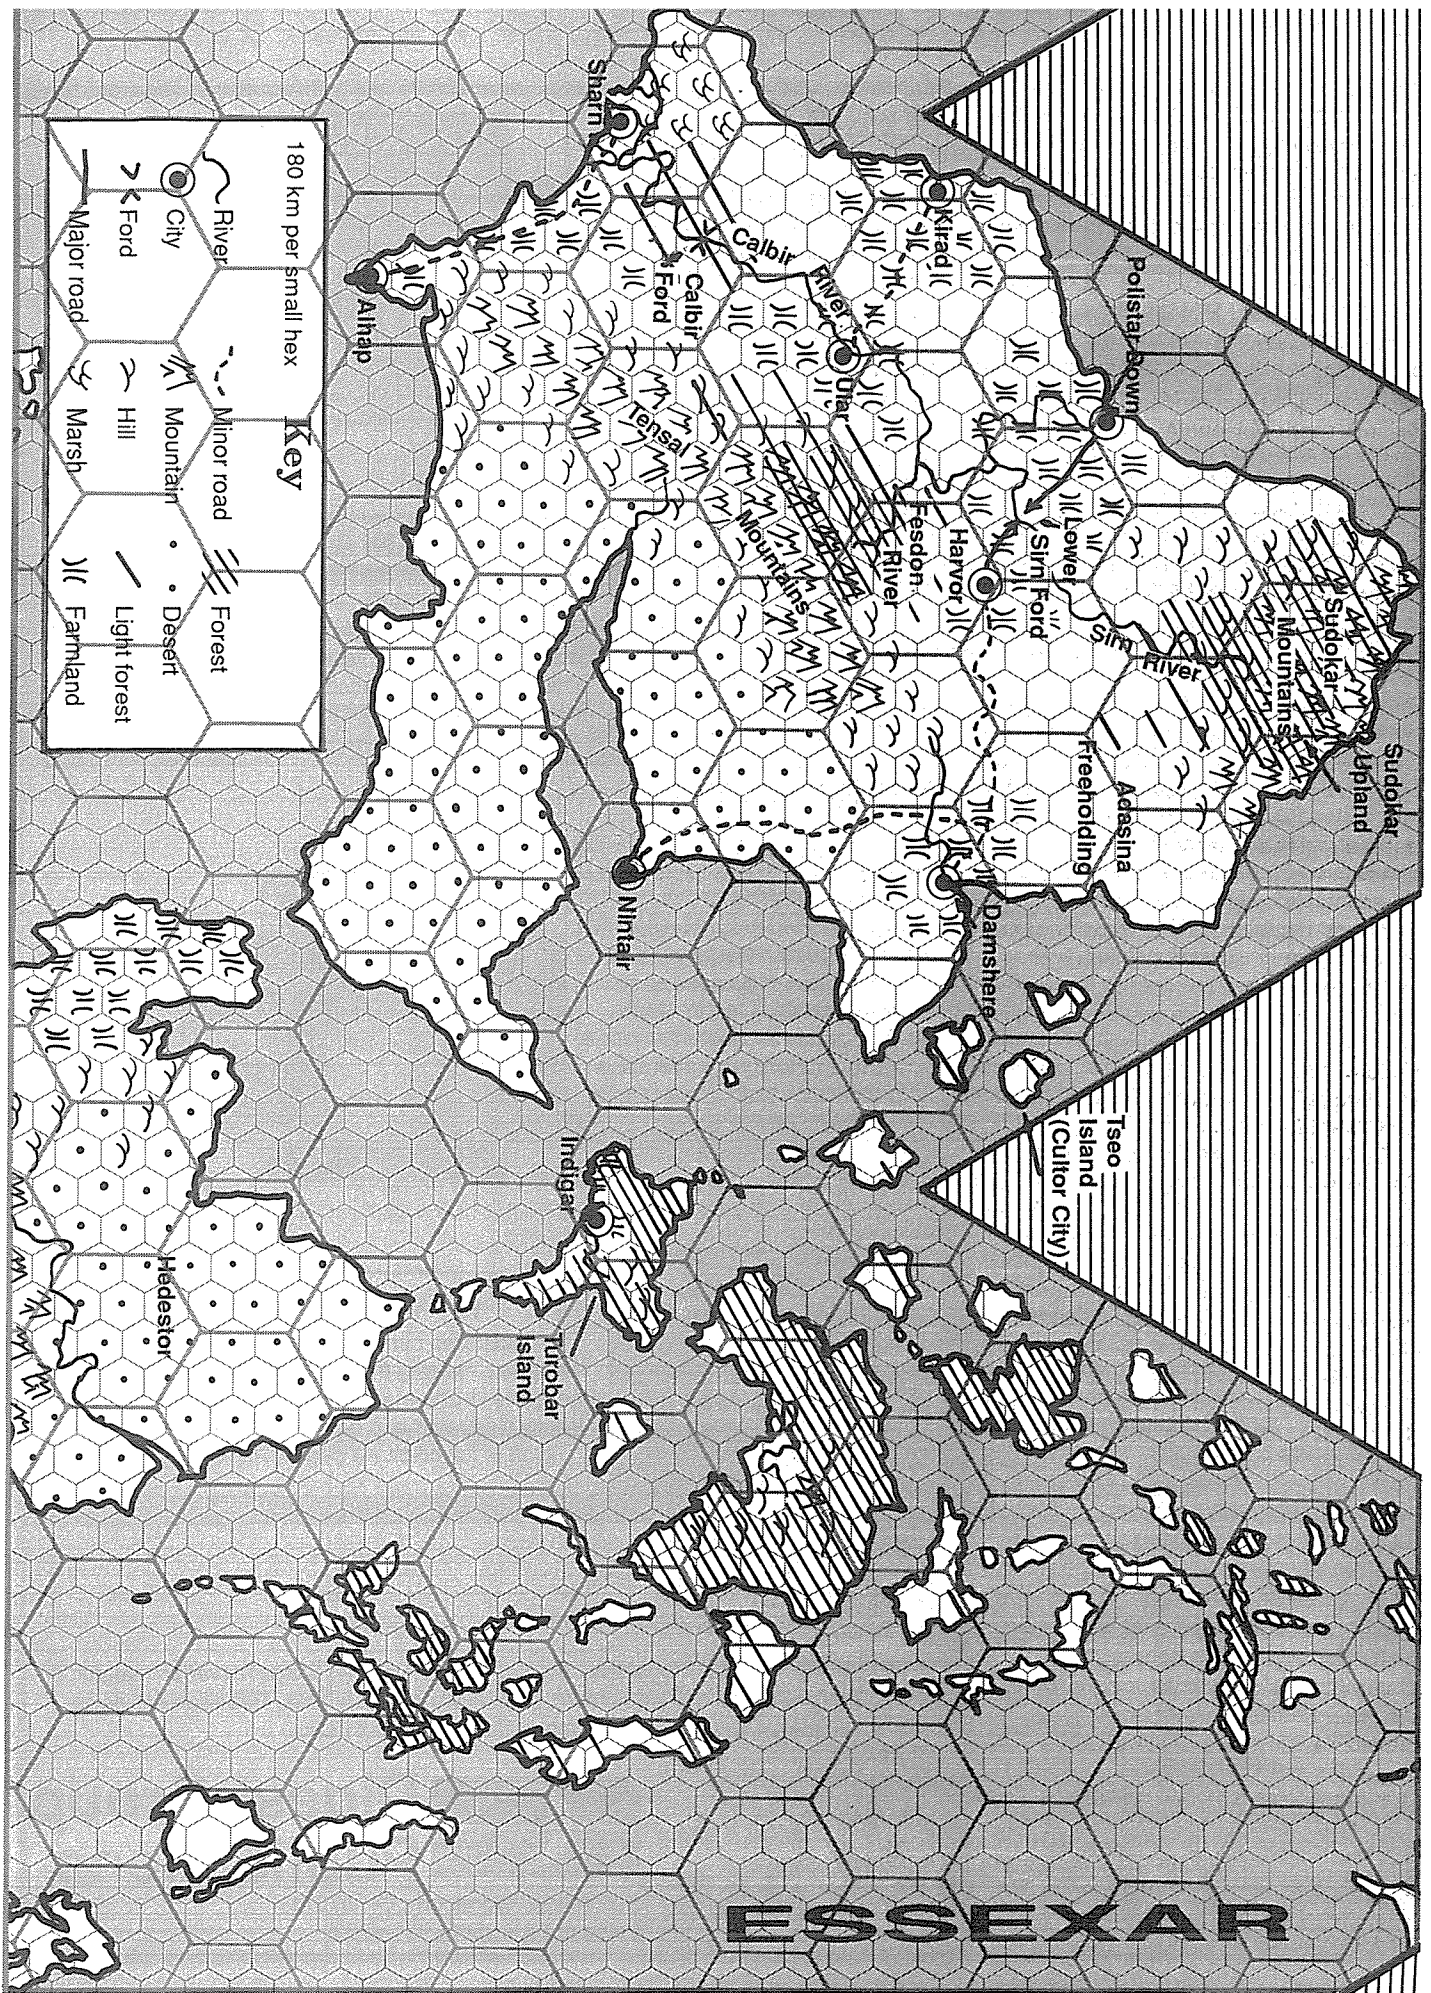 ESSEXAR
Sudokar
Upland
Sudokar
Mountains
Sirn River
Adasina
Freeholding
Polistar Down
Lower
Sirn Ford
Harvor
Fesdon
River
Kirad
Damshere
Tseo
Island
(Cultor City)
Ular
Calbir River
Calbir
Ford
Tensal
Mountains
Sharn
Nintair
Indigar
Turobar
Island
Alhap
Hedestor
Key
180 km per small hex
River
Minor road
Forest
City
Mountain
Desert
Ford
Hill
Light forest
Major road
Marsh
Farmland